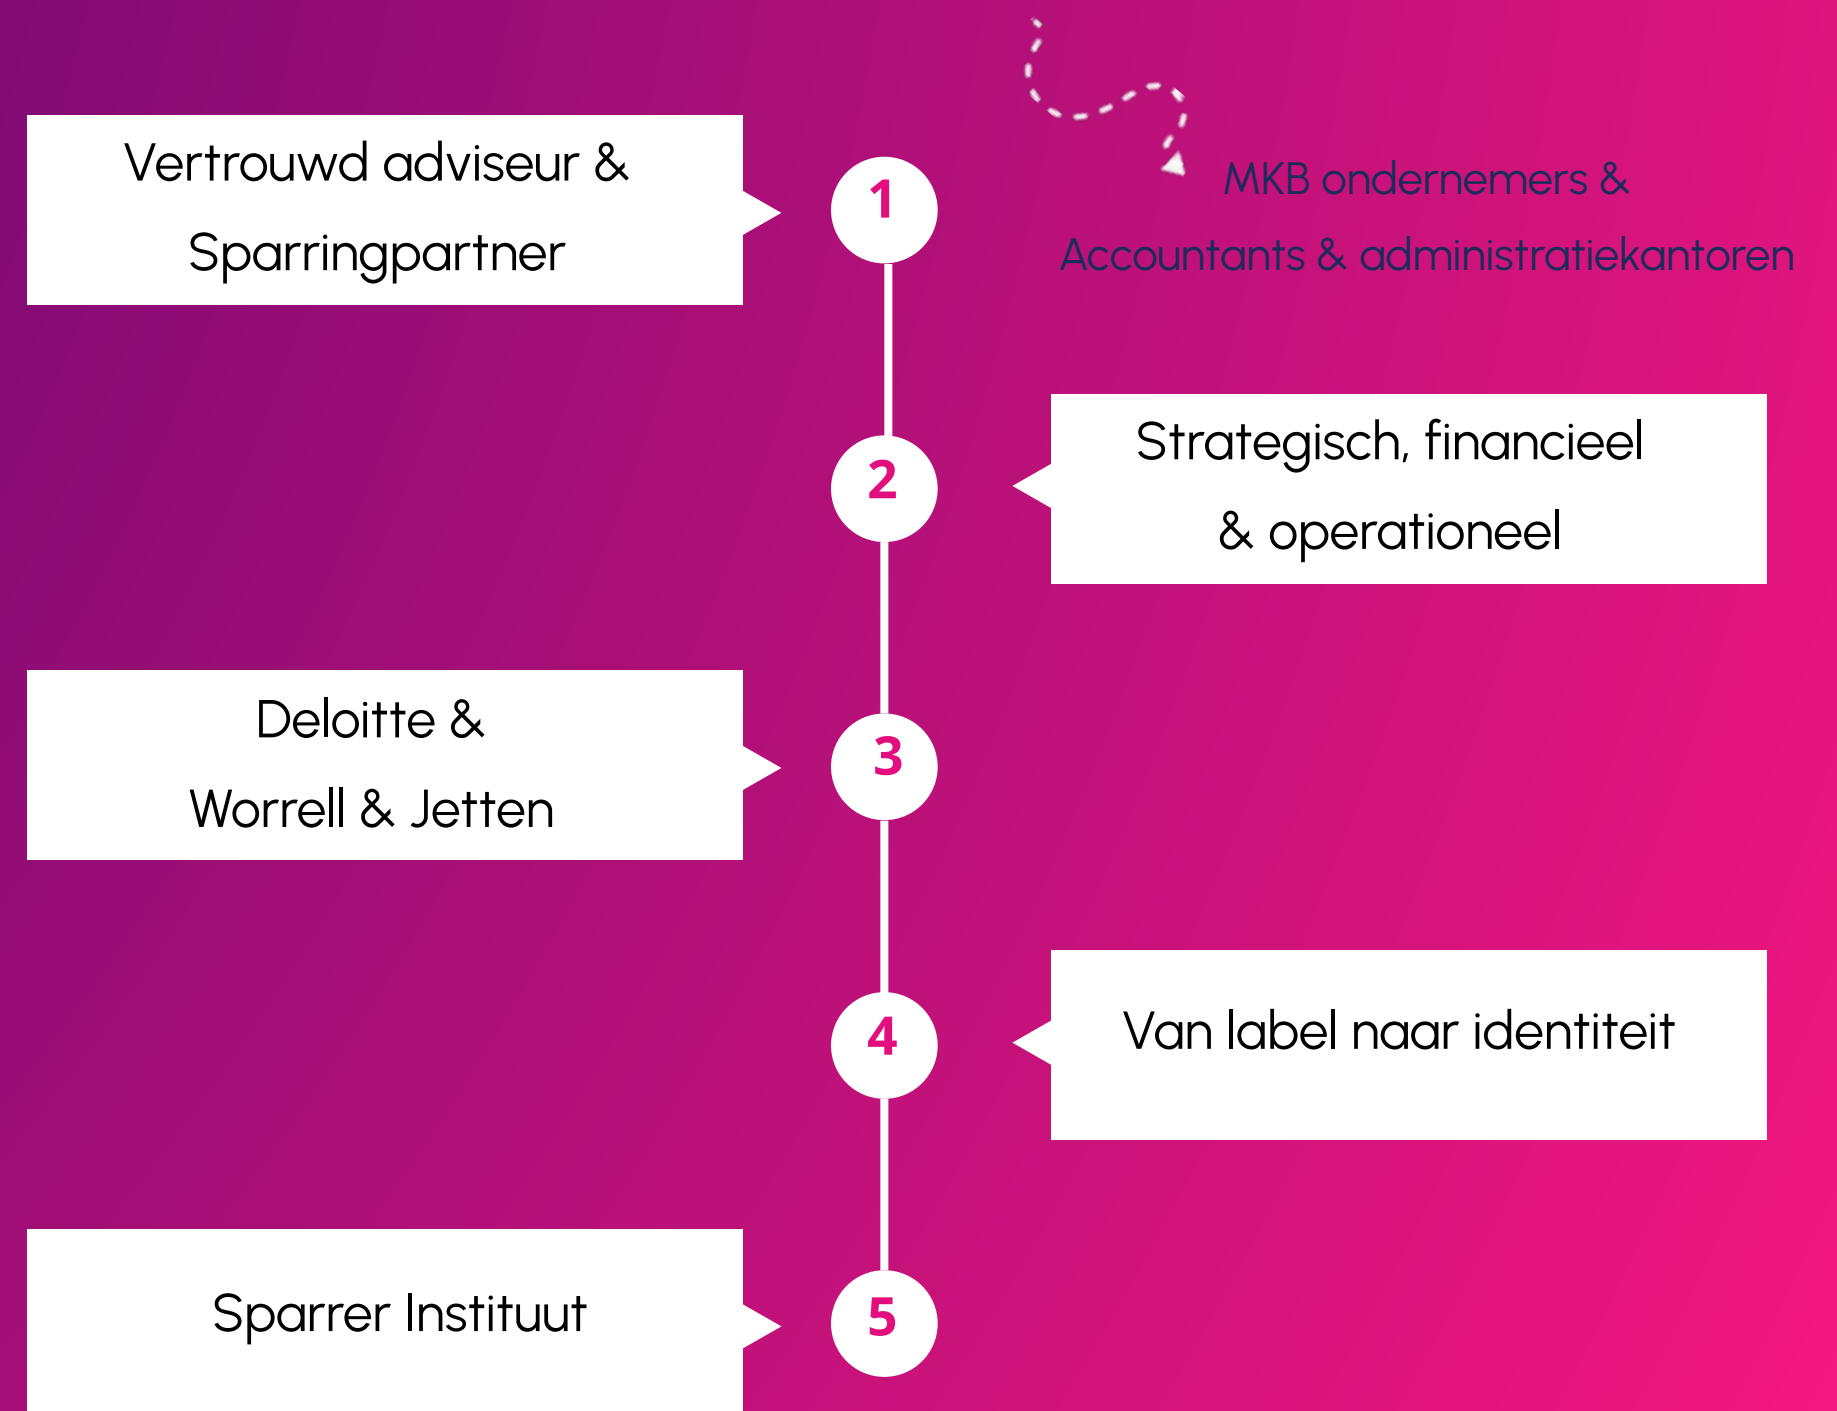 Vertrouwd adviseur &
Sparringpartner
1
MKB ondernemers &
Accountants & administratiekantoren
2
Strategisch, financieel
& operationeel
Deloitte &
Worrell & Jetten
3
4
Van label naar identiteit
Sparrer Instituut
5